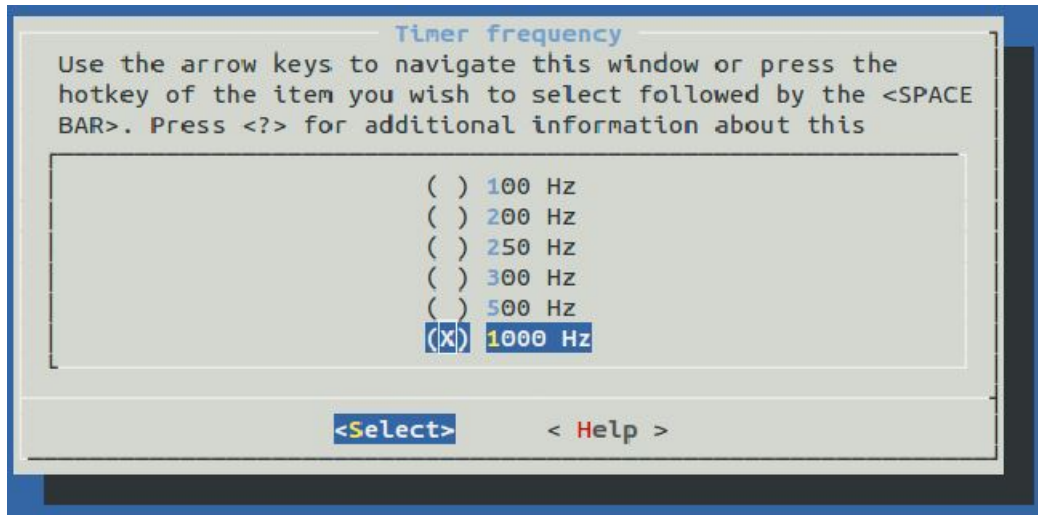 Timer frequency
Use the arrow keys to navigate this window or press the
hotkey of the item you wish to select followed by the <SPACE
BAR>. Press <?> for additional information about this
( ) 100 Hz
( ) 200 Hz
( ) 250 Hz
( ) 300 Hz
( ) 500 Hz
(X) 1000 Hz
<Select> < Help >